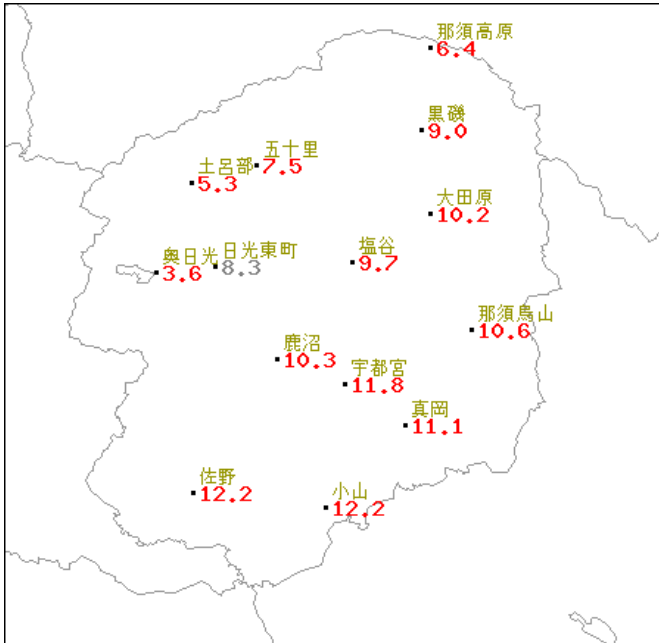 那須高原
6.4
黒磯
9.0
五十里
7.5
土呂部
5.3
大田原
10.2
塩谷
9.7
日光東町
8.3
奥日光
3.6
那須烏山
10.6
鹿沼
10.3
宇都宮
11.8
真岡
11.1
佐野
12.2
小山
12.2